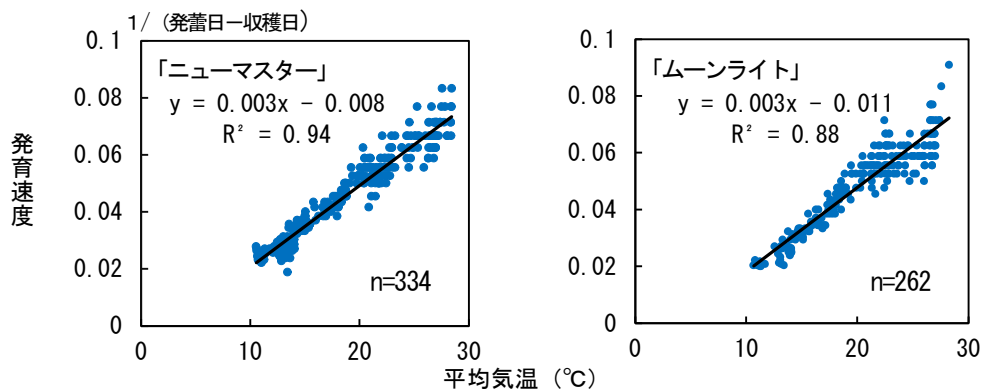 1/（発蕾日－収穫日）
0.1
0.08
0.06
0.04
0.02
0
「ニューマスター」
y = 0.003x - 0.008
R² = 0.94
n=334
0
10
20
30
発育速度
0.1
0.08
0.06
0.04
0.02
0
「ムーンライト」
y = 0.003x - 0.011
R² = 0.88
n=262
0
10
20
30
平均気温（℃）